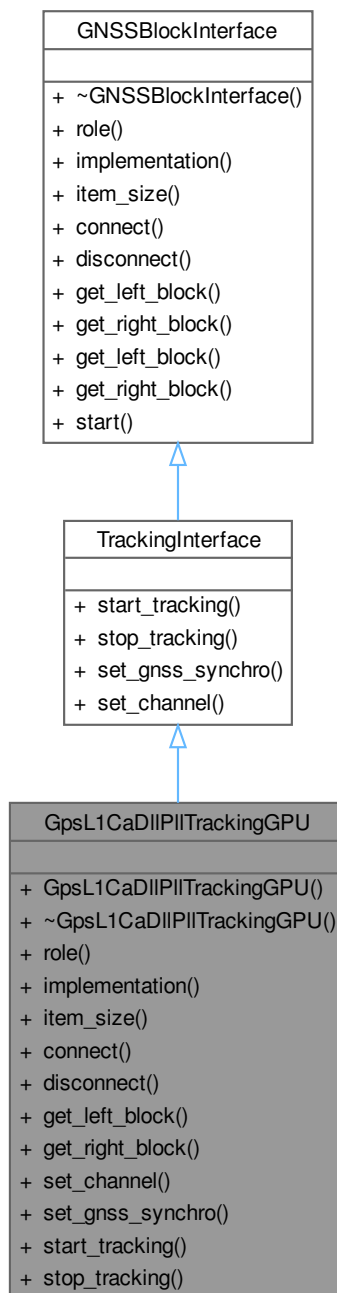 GNSSBlockInterface
+ ~GNSSBlockInterface()
+ role()
+ implementation()
+ item_size()
+ connect()
+ disconnect()
+ get_left_block()
+ get_right_block()
+ get_left_block()
+ get_right_block()
+ start()
TrackingInterface
+ start_tracking()
+ stop_tracking()
+ set_gnss_synchro()
+ set_channel()
GpsL1CaDllPllTrackingGPU
+ GpsL1CaDllPllTrackingGPU()
+ ~GpsL1CaDllPllTrackingGPU()
+ role()
+ implementation()
+ item_size()
+ connect()
+ disconnect()
+ get_left_block()
+ get_right_block()
+ set_channel()
+ set_gnss_synchro()
+ start_tracking()
+ stop_tracking()